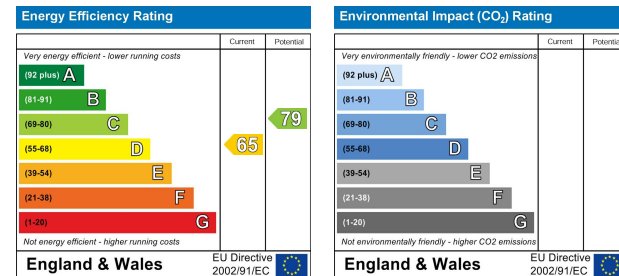 Energy Efficiency Rating
Current Potential
Very energy efficient - lower running costs
(92 plus) A
(81-91) B
(69-80) C
79
(55-68) D
65
(39-54) E
(21-38) F
(1-20) G
Not energy efficient - higher running costs
England & Wales
EU Directive
2002/91/EC
Environmental Impact (CO₂) Rating
Current Potentia
Very environmentally friendly - lower CO2 emissions
(92 plus) A
(81-91) B
(69-80) C
(55-68) D
(39-54) E
(21-38) F
(1-20) G
Not environmentally friendly - higher CO2 emissions
England & Wales
EU Directive
2002/91/EC